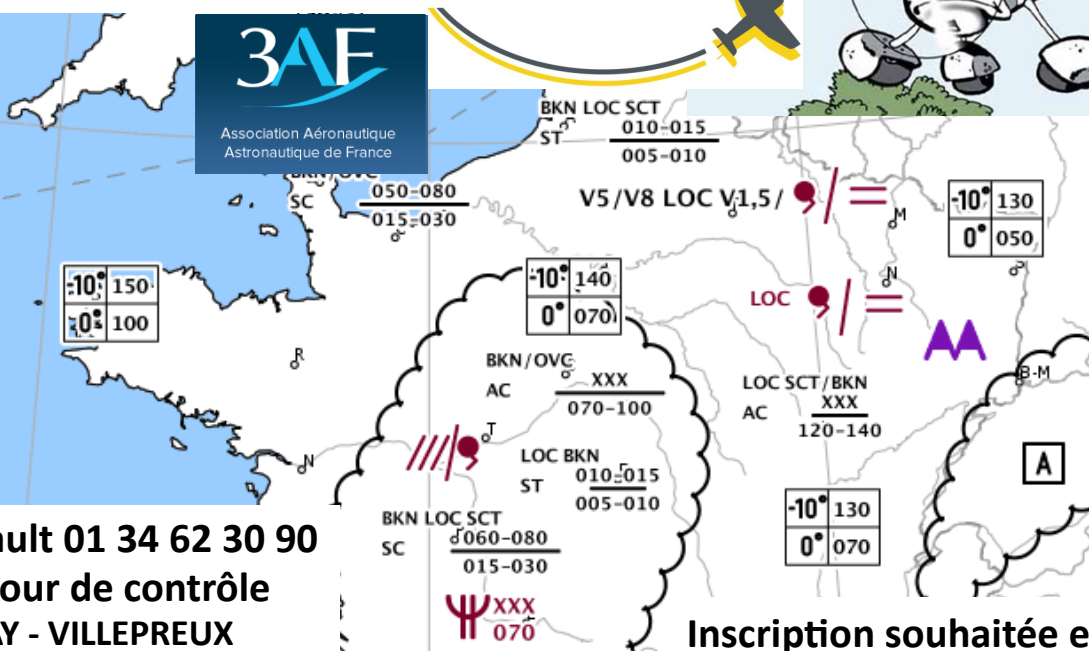 3AF
Association Aéronautique
Astronautique de France
BKN LOC SCT
ST
010-015
005-010
BKN/OVC
SC
050-080
015-030
V5/V8 LOC V1,5/
M
-10° 130
0° 050
S
-10° 150
0° 100
-10° 140
0° 070
N
LOC
R
BKN/OVC
AC
XXX
070-100
LOC SCT/BKN
AC
XXX
120-140
B-M
T
N
LOC BKN
ST
010-015
005-010
A
BKN LOC SCT
SC
060-080
015-030
-10° 130
0° 070
XXX
070
ault 01 34 62 30 90
our de contrôle
AY - VILLEPREUX
Inscription souhaitée e